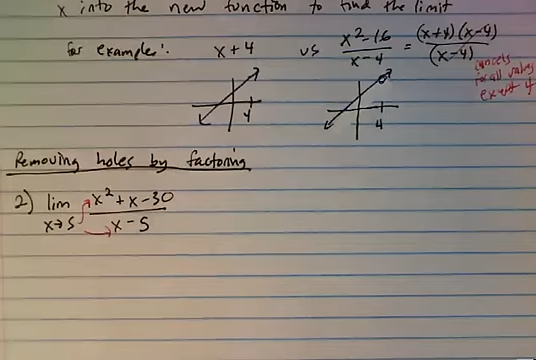 x into the new function to find the limit
for example: x + 4 vs x² - 16 / x - 4 = (x+4)(x-4) / (x-4)
cancels
for all values
except 4
4
4
Removing holes by factoring
2) lim x→5 x² + x - 30 / x - 5